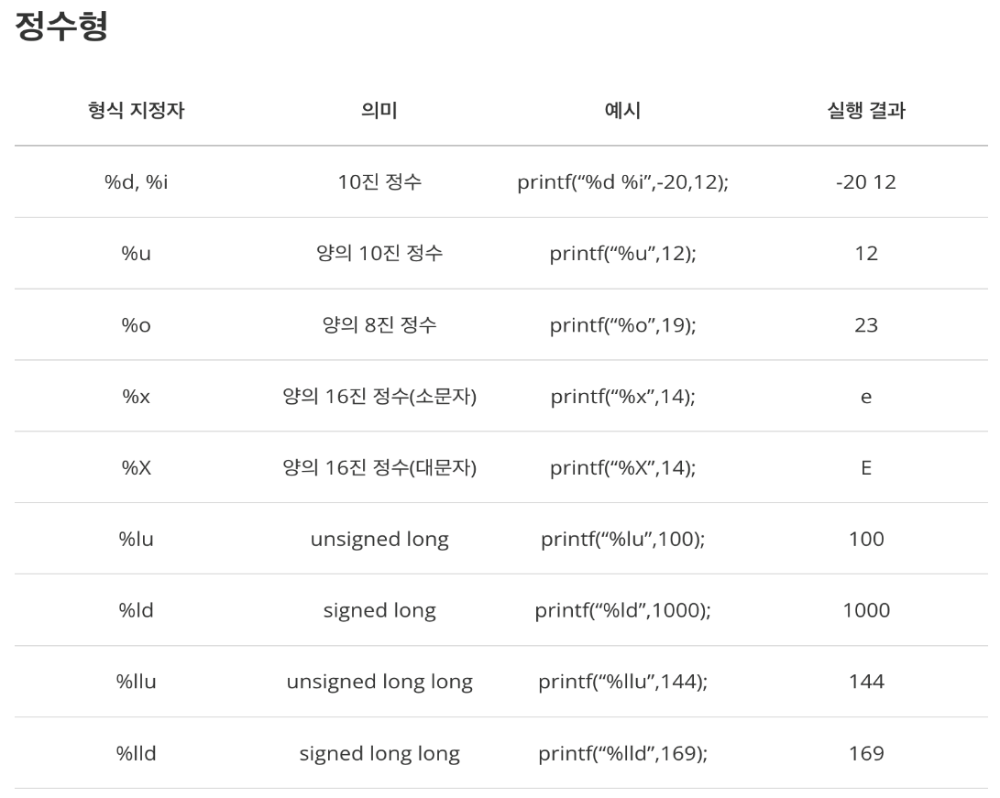 정수형
형식 지정자 의미 예시 실행 결과
%d, %i 10진 정수 printf(“%d %i”,-20,12); -20 12
%u 양의 10진 정수 printf(“%u”,12); 12
%o 양의 8진 정수 printf(“%o”,19); 23
%x 양의 16진 정수(소문자) printf(“%x”,14); e
%X 양의 16진 정수(대문자) printf(“%X”,14); E
%lu unsigned long printf(“%lu”,100); 100
%ld signed long printf(“%ld”,1000); 1000
%llu unsigned long long printf(“%llu”,144); 144
%lld signed long long printf(“%lld”,169); 169